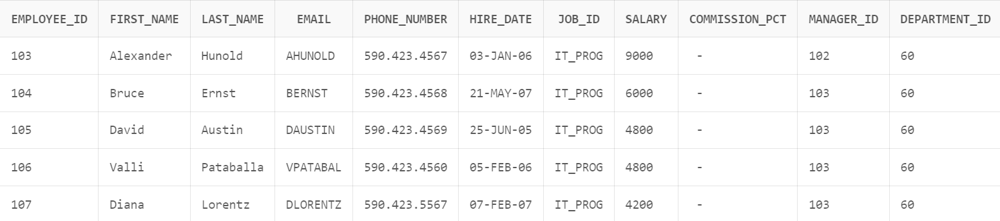 EMPLOYEE_ID FIRST_NAME LAST_NAME EMAIL PHONE_NUMBER HIRE_DATE JOB_ID SALARY COMMISSION_PCT MANAGER_ID DEPARTMENT_ID
103 Alexander Hunold AHUNOLD 590.423.4567 03-JAN-06 IT_PROG 9000 - 102 60
104 Bruce Ernst BERNST 590.423.4568 21-MAY-07 IT_PROG 6000 - 103 60
105 David Austin DAUSTIN 590.423.4569 25-JUN-05 IT_PROG 4800 - 103 60
106 Valli Pataballa VPATABAL 590.423.4560 05-FEB-06 IT_PROG 4800 - 103 60
107 Diana Lorentz DLORENTZ 590.423.5567 07-FEB-07 IT_PROG 4200 - 103 60